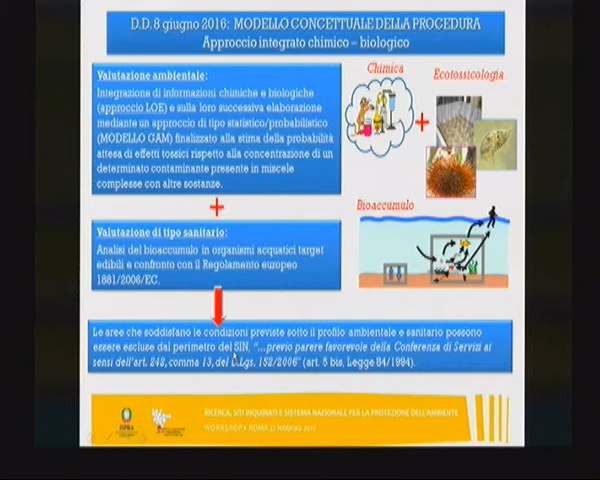 D.D. 8 giugno 2016: MODELLO CONCETTUALE DELLA PROCEDURA
Approccio integrato chimico – biologico
Valutazione ambientale:
Integrazione di informazioni chimiche e biologiche
(approccio LOE) e sulla loro successiva elaborazione
mediante un approccio di tipo statistico/probabilistico
(MODELLO GAM) finalizzato alla stima della probabilità
attesa di effetti tossici rispetto alla concentrazione di un
determinato contaminante presente in miscele
complesse con altre sostanze.
Chimica
Ecotossicologia
+
+
Bioaccumulo
Valutazione di tipo sanitario:
Analisi del bioaccumulo in organismi acquatici target
edibili e confronto con il Regolamento europeo
1881/2006/EC.
Le aree che soddisfano le condizioni previste sotto il profilo ambientale e sanitario possono
essere escluse dal perimetro del SIN, "...previo parere favorevole della Conferenza di Servizi ai
sensi dell'art. 242, comma 13, del D.Lgs. 152/2006" (art. 5 bis, Legge 84/1994).
RICERCA, SITI INQUINATI E SISTEMA NAZIONALE PER LA PROTEZIONE DELL'AMBIENTE
WORKSHOP • ROMA 22 FEBBRAIO 2017
ISPRA